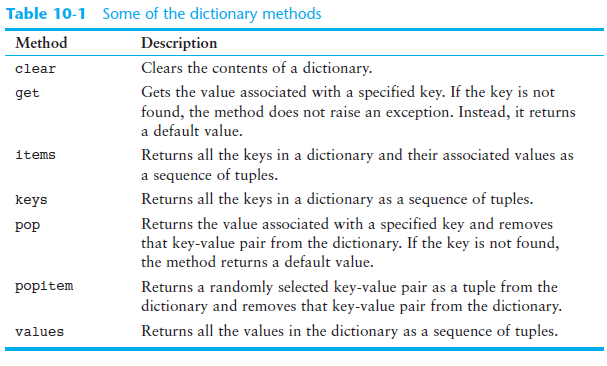 Table 10-1 Some of the dictionary methods
Method Description
clear Clears the contents of a dictionary.
get Gets the value associated with a specified key. If the key is not
found, the method does not raise an exception. Instead, it returns
a default value.
items Returns all the keys in a dictionary and their associated values as
a sequence of tuples.
keys Returns all the keys in a dictionary as a sequence of tuples.
pop Returns the value associated with a specified key and removes
that key-value pair from the dictionary. If the key is not found,
the method returns a default value.
popitem Returns a randomly selected key-value pair as a tuple from the
dictionary and removes that key-value pair from the dictionary.
values Returns all the values in the dictionary as a sequence of tuples.